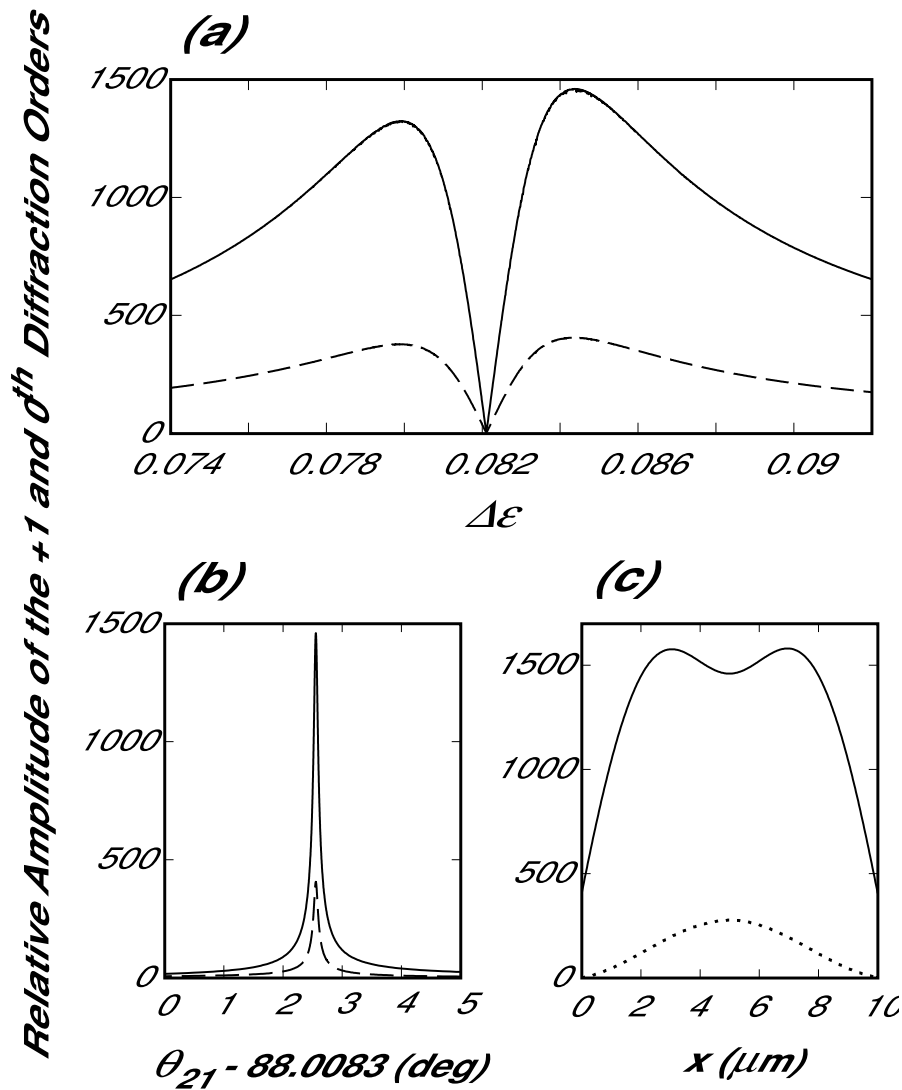 Relative Amplitude of the +1 and 0th Diffraction Orders
(a)
1500
1000
500
0
0.074 0.078 0.082 0.086 0.09
Δε
(b)
1500
1000
500
0
0 1 2 3 4 5
θ21 - 88.0083 (deg)
(c)
1500
1000
500
0
0 2 4 6 8 10
x (μm)